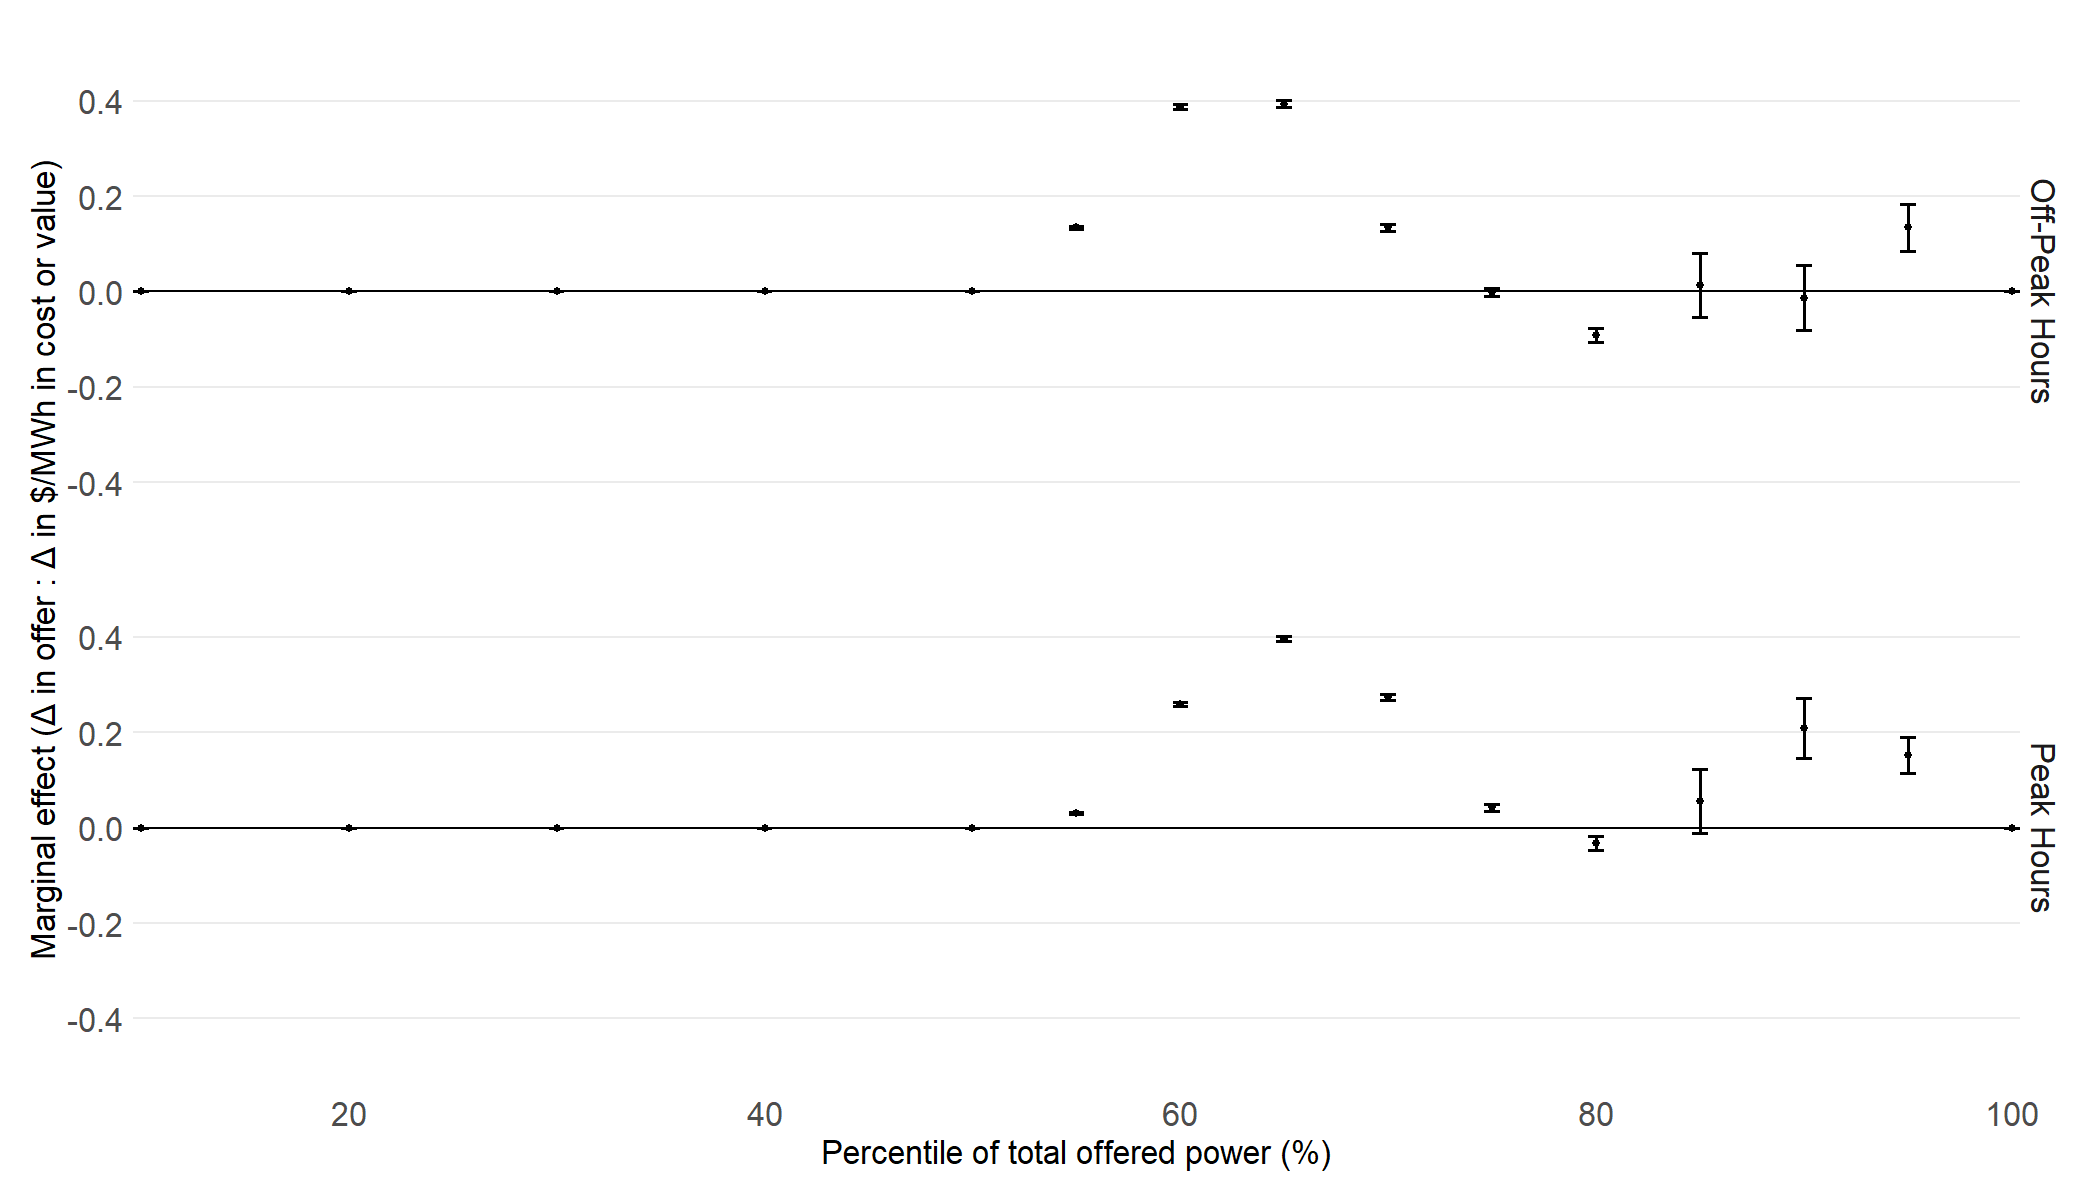 Marginal effect (Δ in offer : Δ in $/MWh in cost or value)
0.4
0.2
0.0
-0.2
-0.4
Off-Peak Hours
0.4
0.2
0.0
-0.2
-0.4
Peak Hours
20 40 60 80 100
Percentile of total offered power (%)